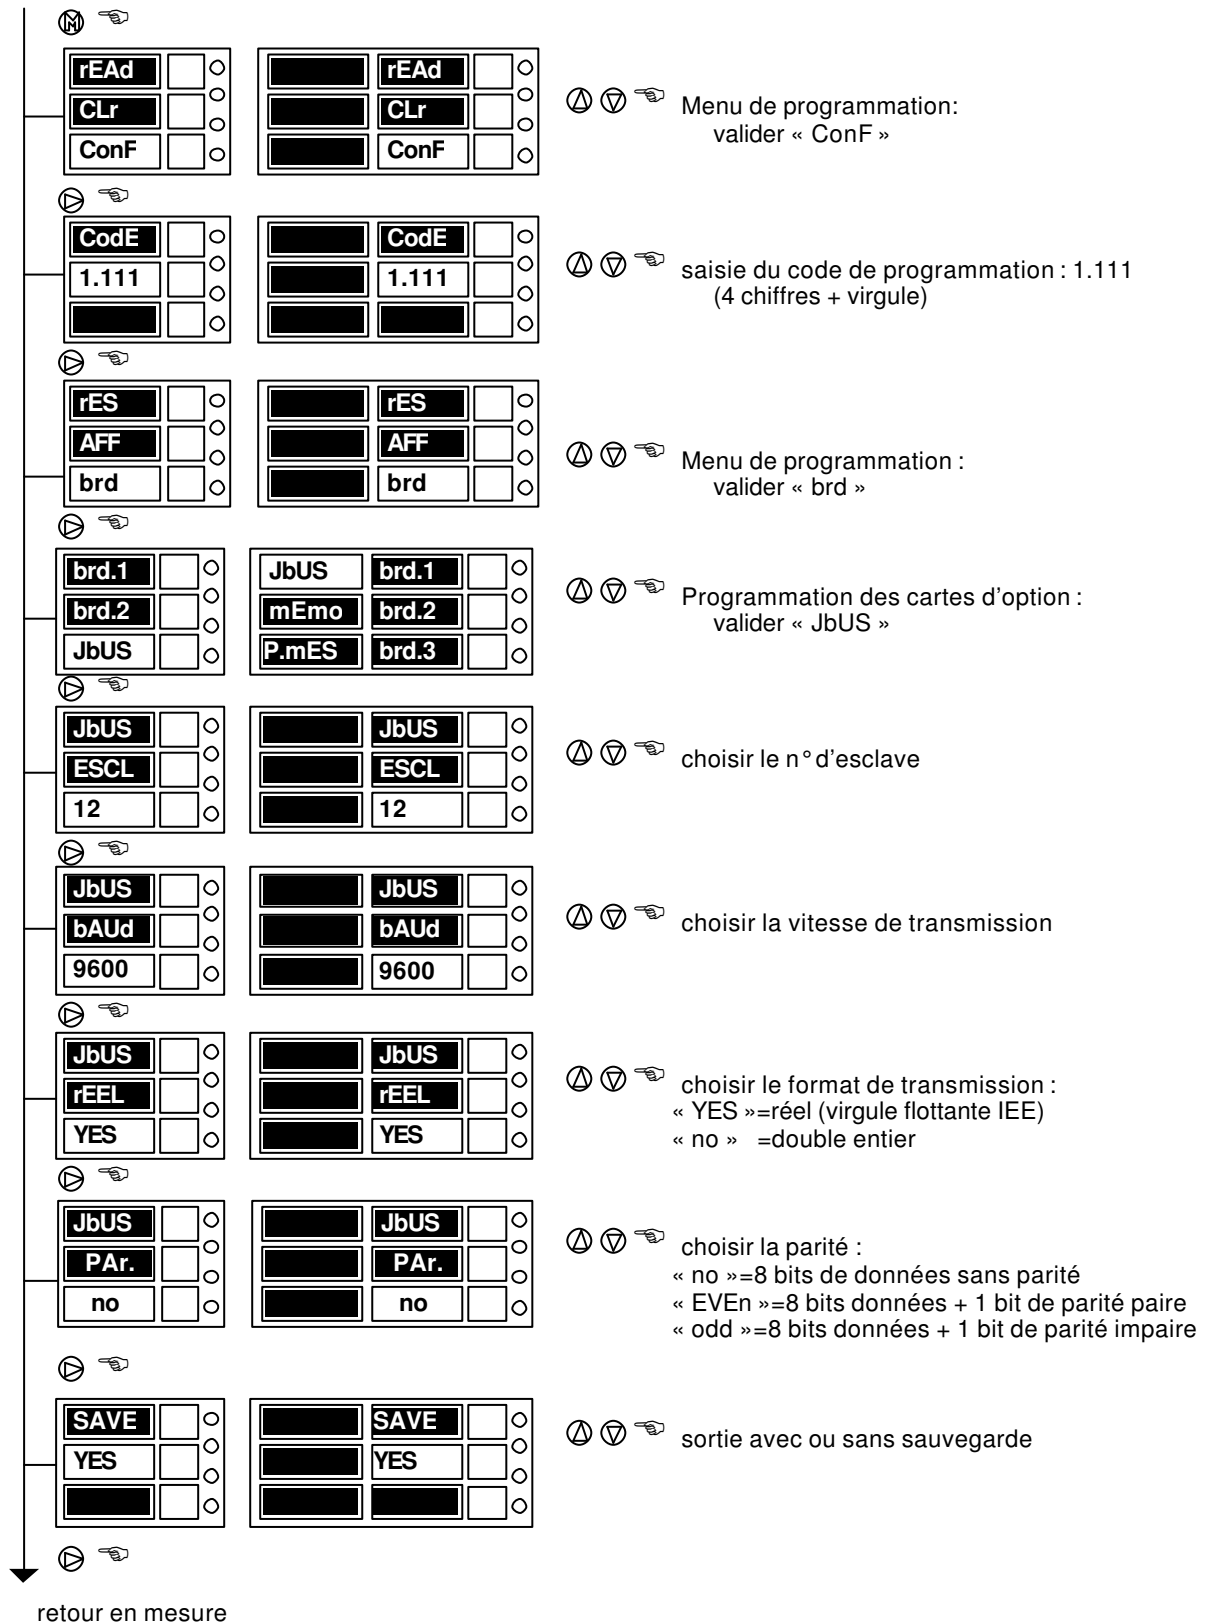 M
rEAd rEAd
CLr CLr
ConF ConF
Menu de programmation:
valider « ConF »
CodE CodE
1.111 1.111
saisie du code de programmation : 1.111
(4 chiffres + virgule)
rES rES
AFF AFF
brd brd
Menu de programmation :
valider « brd »
brd.1 JbUS brd.1
brd.2 mEmo brd.2
JbUS P.mES brd.3
Programmation des cartes d'option :
valider « JbUS »
JbUS JbUS
ESCL ESCL
12 12
choisir le n° d'esclave
JbUS JbUS
bAUd bAUd
9600 9600
choisir la vitesse de transmission
JbUS JbUS
rEEL rEEL
YES YES
choisir le format de transmission :
« YES »=réel (virgule flottante IEE)
« no » =double entier
JbUS JbUS
PAr. PAr.
no no
choisir la parité :
« no »=8 bits de données sans parité
« EVEn »=8 bits données + 1 bit de parité paire
« odd »=8 bits données + 1 bit de parité impaire
SAVE SAVE
YES YES
sortie avec ou sans sauvegarde
retour en mesure